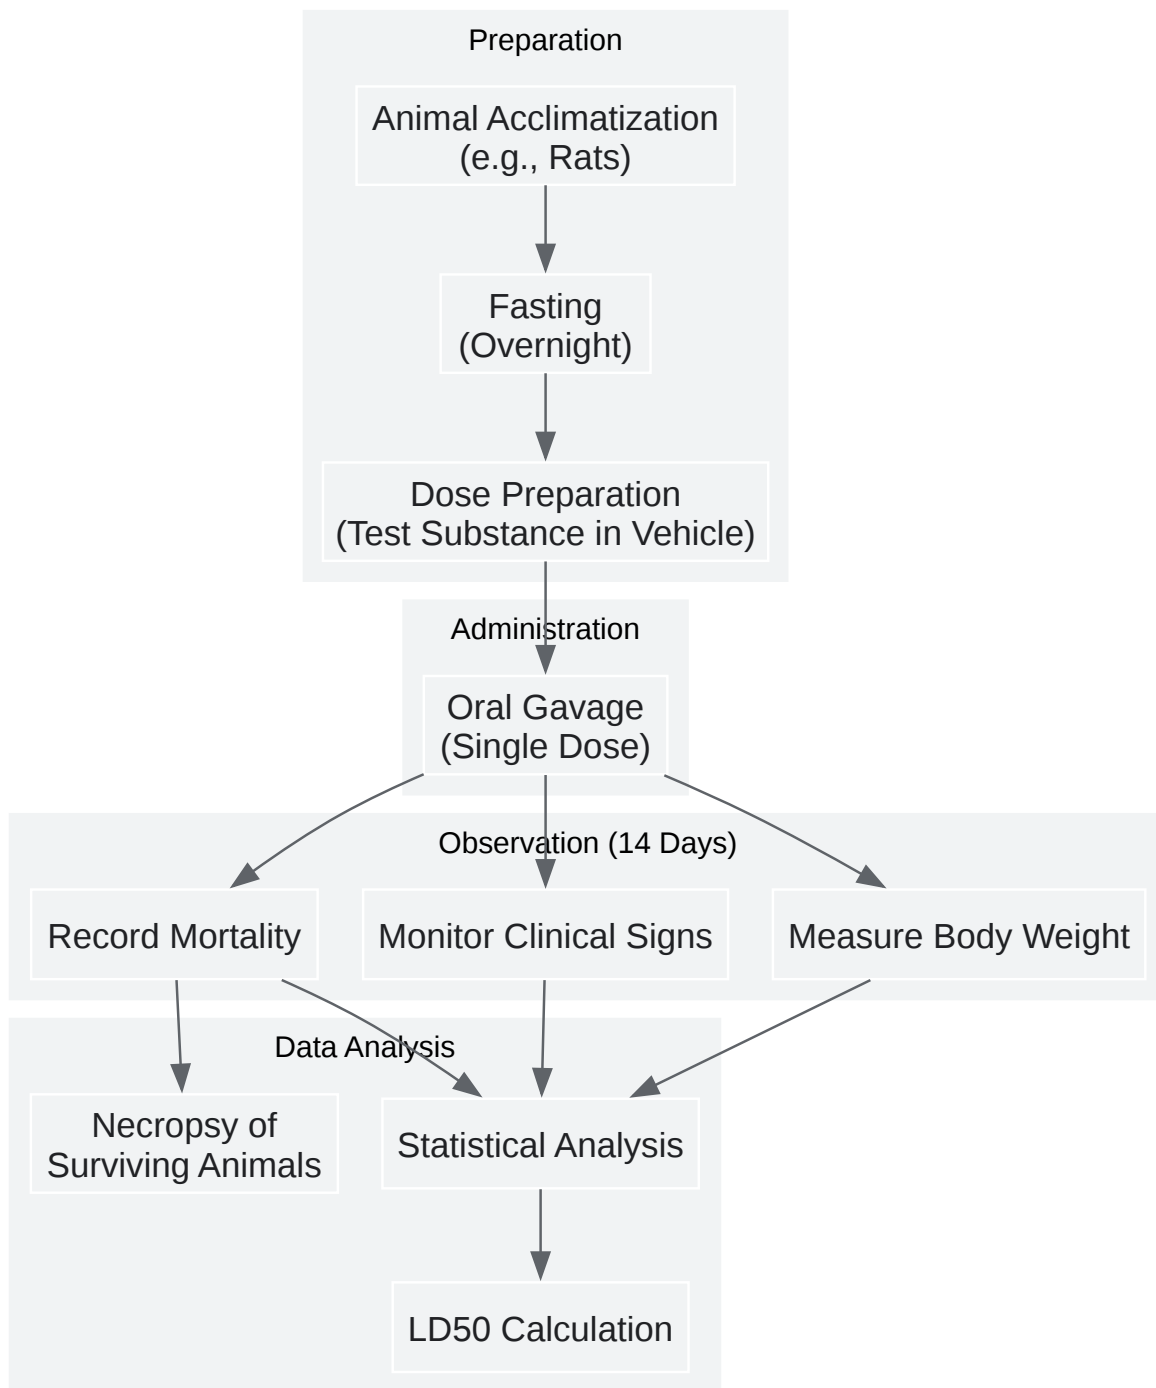 Preparation
Animal Acclimatization
(e.g., Rats)
Fasting
(Overnight)
Dose Preparation
(Test Substance in Vehicle)
Administration
Oral Gavage
(Single Dose)
Observation (14 Days)
Record Mortality
Monitor Clinical Signs
Measure Body Weight
Data Analysis
Necropsy of
Surviving Animals
Statistical Analysis
LD50 Calculation